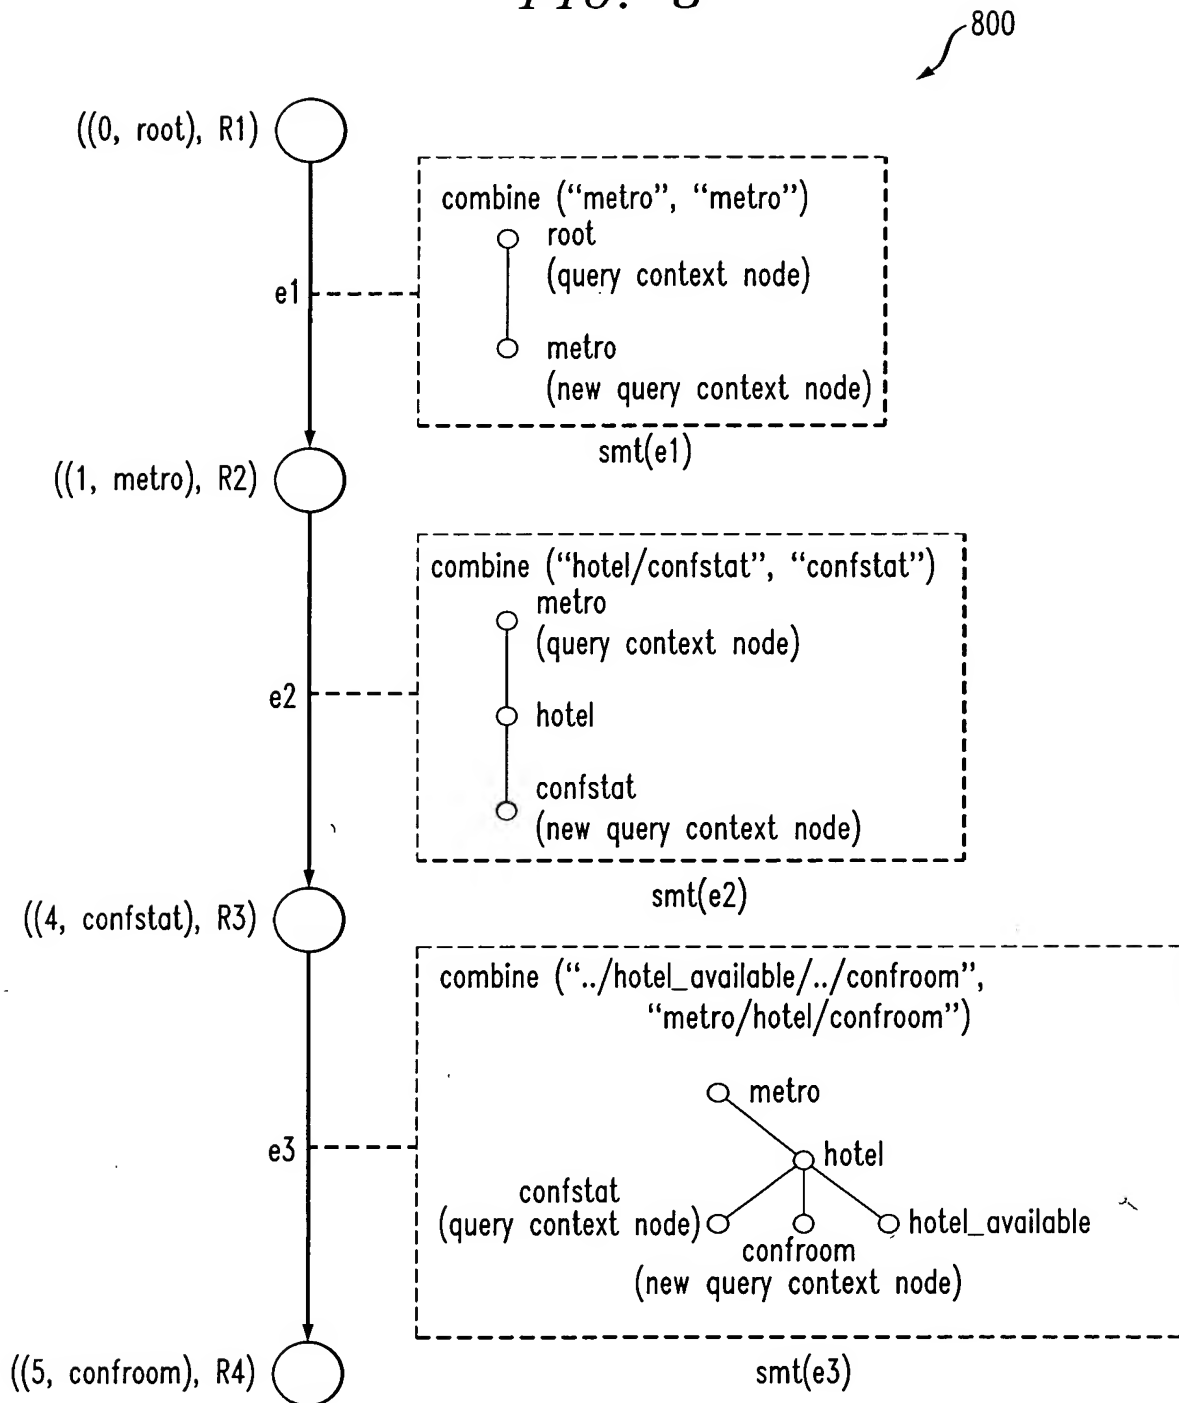 FIG. 8
800
((0, root), R1)
combine (“metro”, “metro”)
root
(query context node)
e1
metro
(new query context node)
smt(e1)
((1, metro), R2)
combine (“hotel/confstat”, “confstat”)
metro
(query context node)
e2
hotel
confstat
(new query context node)
smt(e2)
((4, confstat), R3)
combine (“../hotel_available/../confroom”,
“metro/hotel/confroom”)
metro
e3
hotel
confstat
(query context node)
hotel_available
confroom
(new query context node)
((5, confroom), R4)
smt(e3)